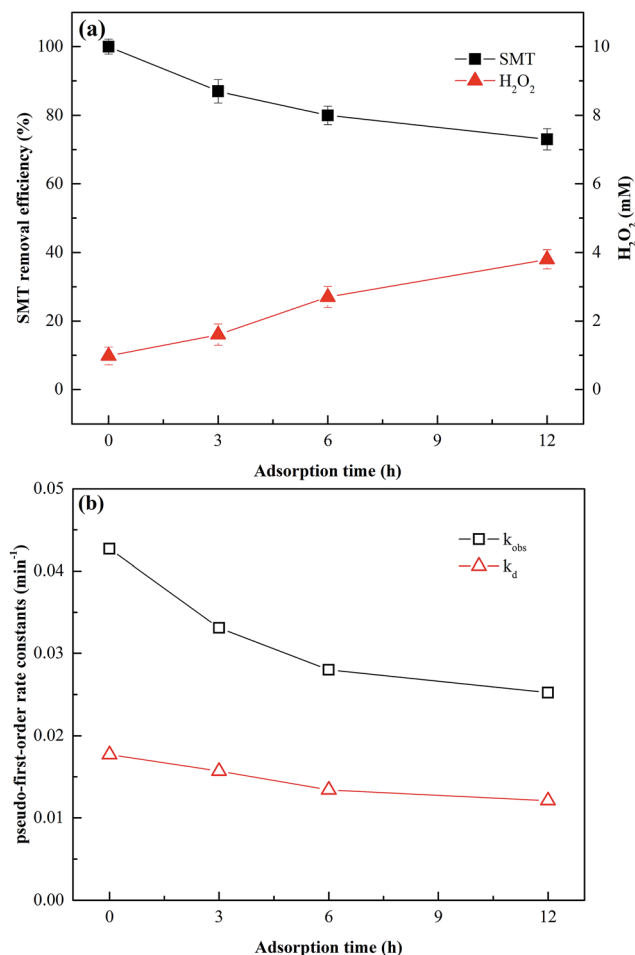 (a)
SMT
H₂O₂
100
80
60
40
20
0
10
8
6
4
2
0
SMT removal efficiency (%)
H₂O₂ (mM)
0 3 6 9 12
Adsorption time (h)
(b)
k_obs
k_d
0.05
0.04
0.03
0.02
0.01
0.00
pseudo-first-order rate constants (min⁻¹)
0 3 6 9 12
Adsorption time (h)